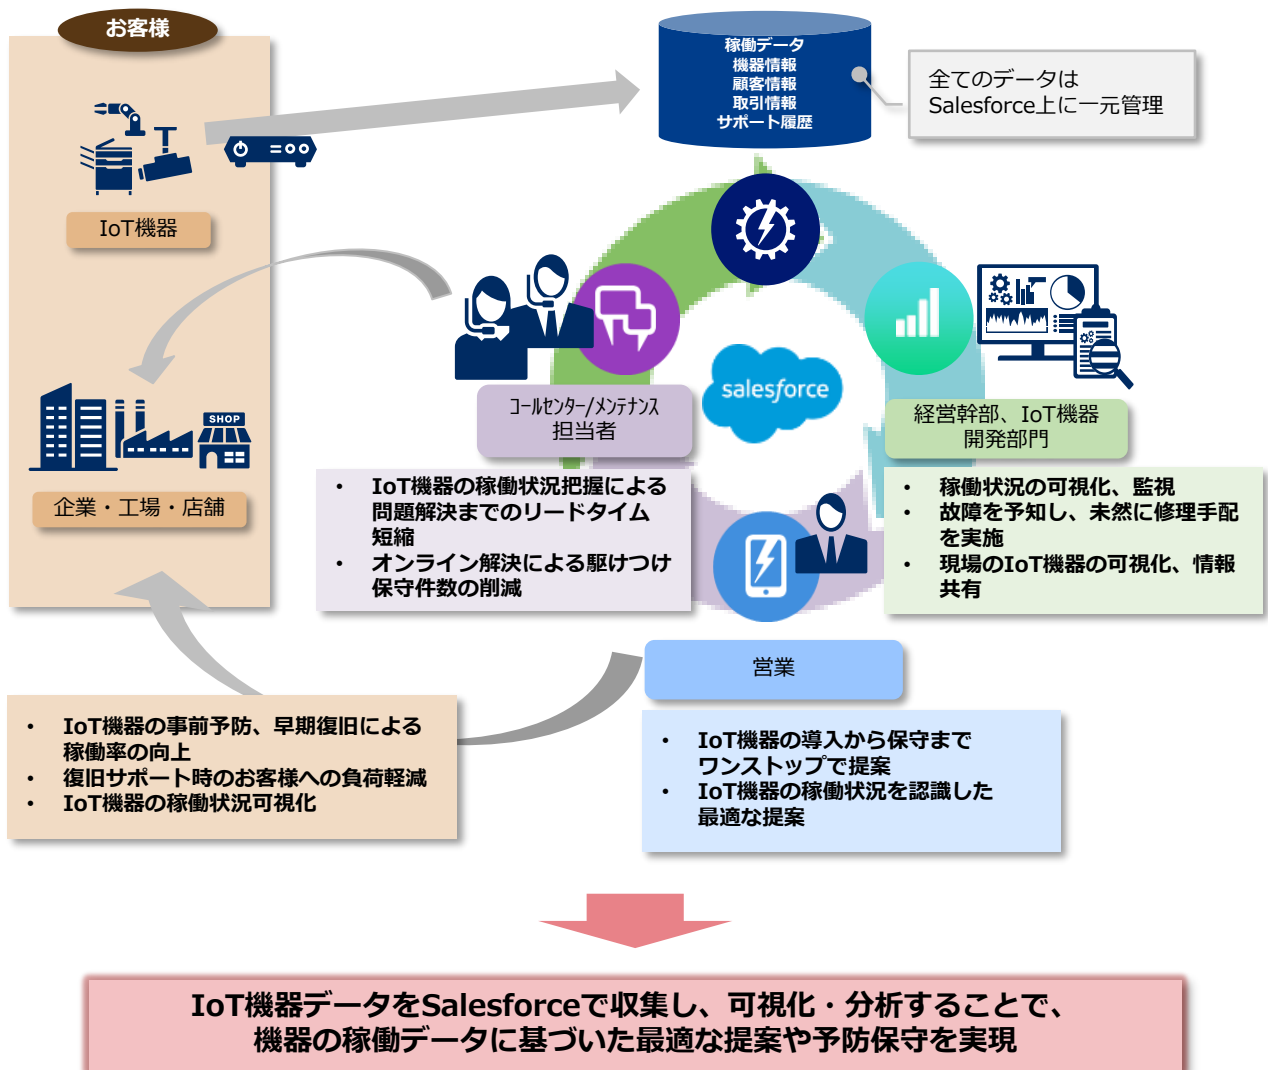 お客様
稼働データ
機器情報
顧客情報
取引情報
サポート履歴
全てのデータは
Salesforce上に一元管理
IoT機器
SHOP
企業・工場・店舗
salesforce
コールセンター/メンテナンス
担当者
・ IoT機器の稼働状況把握による
問題解決までのリードタイム
短縮
・ オンライン解決による駆けつけ
保守件数の削減
経営幹部、IoT機器
開発部門
・ 稼働状況の可視化、監視
・ 故障を予知し、未然に修理手配
を実施
・ 現場のIoT機器の可視化、情報
共有
営業
・ IoT機器の導入から保守まで
ワンストップで提案
・ IoT機器の稼働状況を認識した
最適な提案
・ IoT機器の事前予防、早期復旧による
稼働率の向上
・ 復旧サポート時のお客様への負荷軽減
・ IoT機器の稼働状況可視化
IoT機器データをSalesforceで収集し、可視化・分析することで、
機器の稼働データに基づいた最適な提案や予防保守を実現